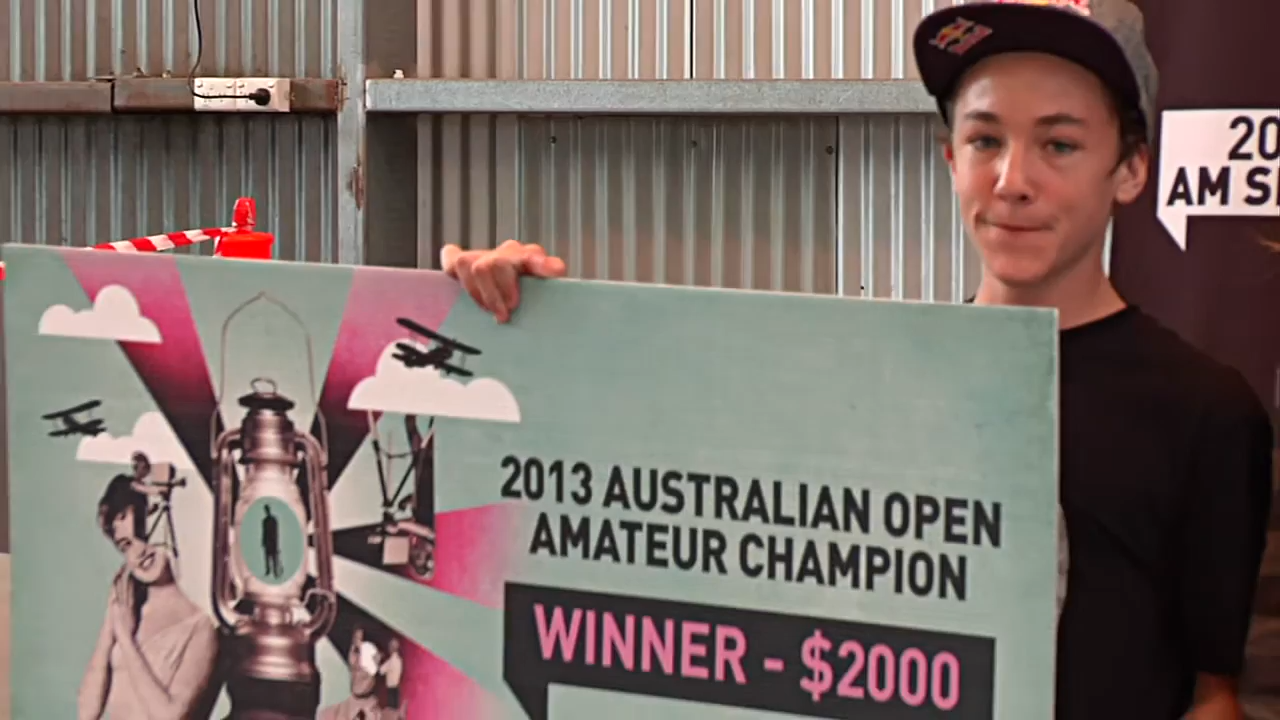 20
AM S
2013 AUSTRALIAN OPEN
AMATEUR CHAMPION
WINNER - $2000